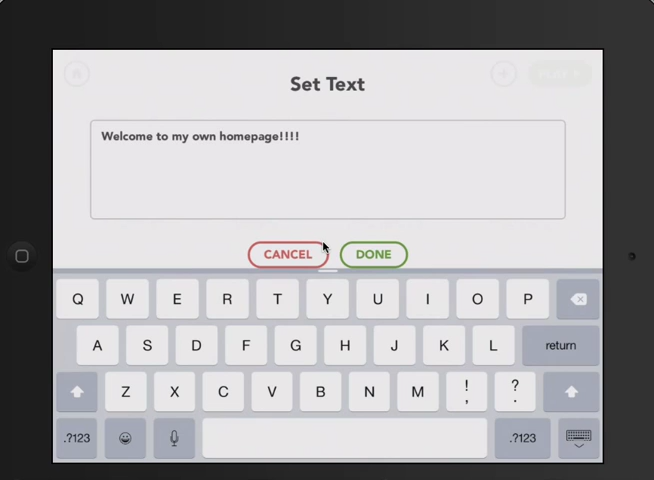 Set Text
Welcome to my own homepage!!!!
CANCEL DONE
Q W E R T Y U I O P
A S D F G H J K L return
Z X C V B N M ! , ? .
.?123 .?123